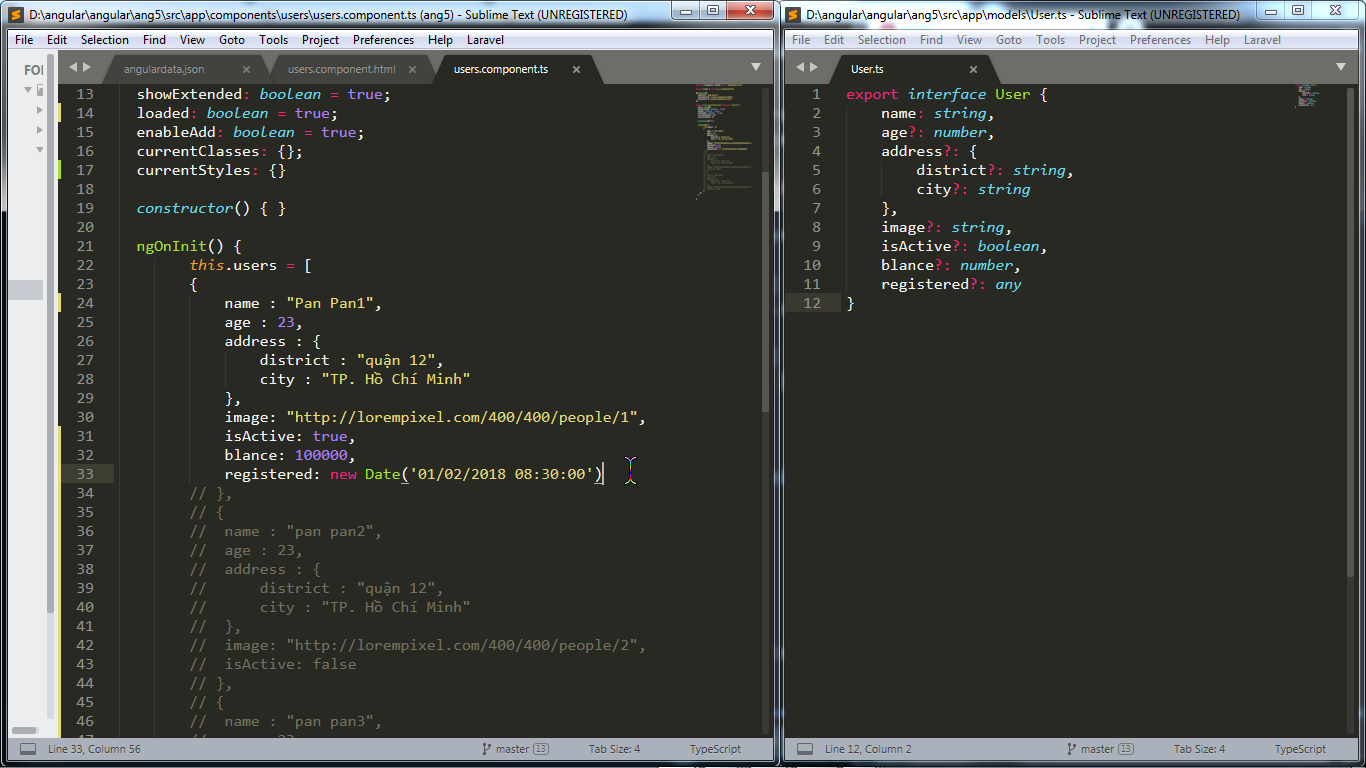 D:\angular\angular\ang5\src\app\components\users\users.component.ts (ang5) - Sublime Text (UNREGISTERED)
File Edit Selection Find View Goto Tools Project Preferences Help Laravel
angulardata.json users.component.html users.component.ts
13 showExtended: boolean = true;
14 loaded: boolean = true;
15 enableAdd: boolean = true;
16 currentClasses: {};
17 currentStyles: {}
18
19 constructor() { }
20
21 ngOnInit() {
22 this.users = [
23 {
24 name : "Pan Pan1",
25 age : 23,
26 address : {
27 district : "quận 12",
28 city : "TP. Hồ Chí Minh"
29 },
30 image: "http://lorempixel.com/400/400/people/1",
31 isActive: true,
32 blance: 100000,
33 registered: new Date('01/02/2018 08:30:00')
34 // },
35 // {
36 // name : "pan pan2",
37 // age : 23,
38 // address : {
39 // district : "quận 12",
40 // city : "TP. Hồ Chí Minh"
41 // },
42 // image: "http://lorempixel.com/400/400/people/2",
43 // isActive: false
44 // },
45 // {
46 // name : "pan pan3",
Line 33, Column 56 master 13 Tab Size: 4 TypeScript
D:\angular\angular\ang5\src\app\models\User.ts - Sublime Text (UNREGISTERED)
File Edit Selection Find View Goto Tools Project Preferences Help Laravel
User.ts
1 export interface User {
2 name: string,
3 age?: number,
4 address?: {
5 district?: string,
6 city?: string
7 },
8 image?: string,
9 isActive?: boolean,
10 blance?: number,
11 registered?: any
12 }
Line 12, Column 2 master 13 Tab Size: 4 TypeScript